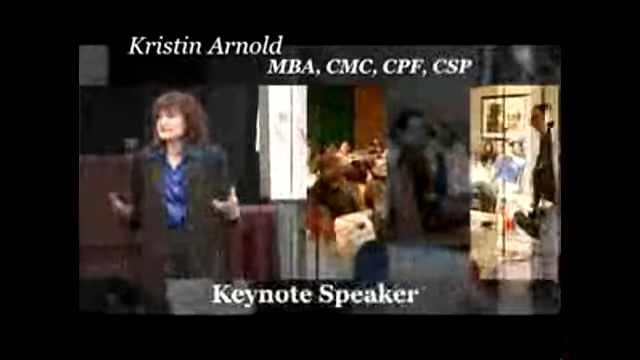 Kristin Arnold
MBA, CMC, CPF, CSP
Keynote Speaker